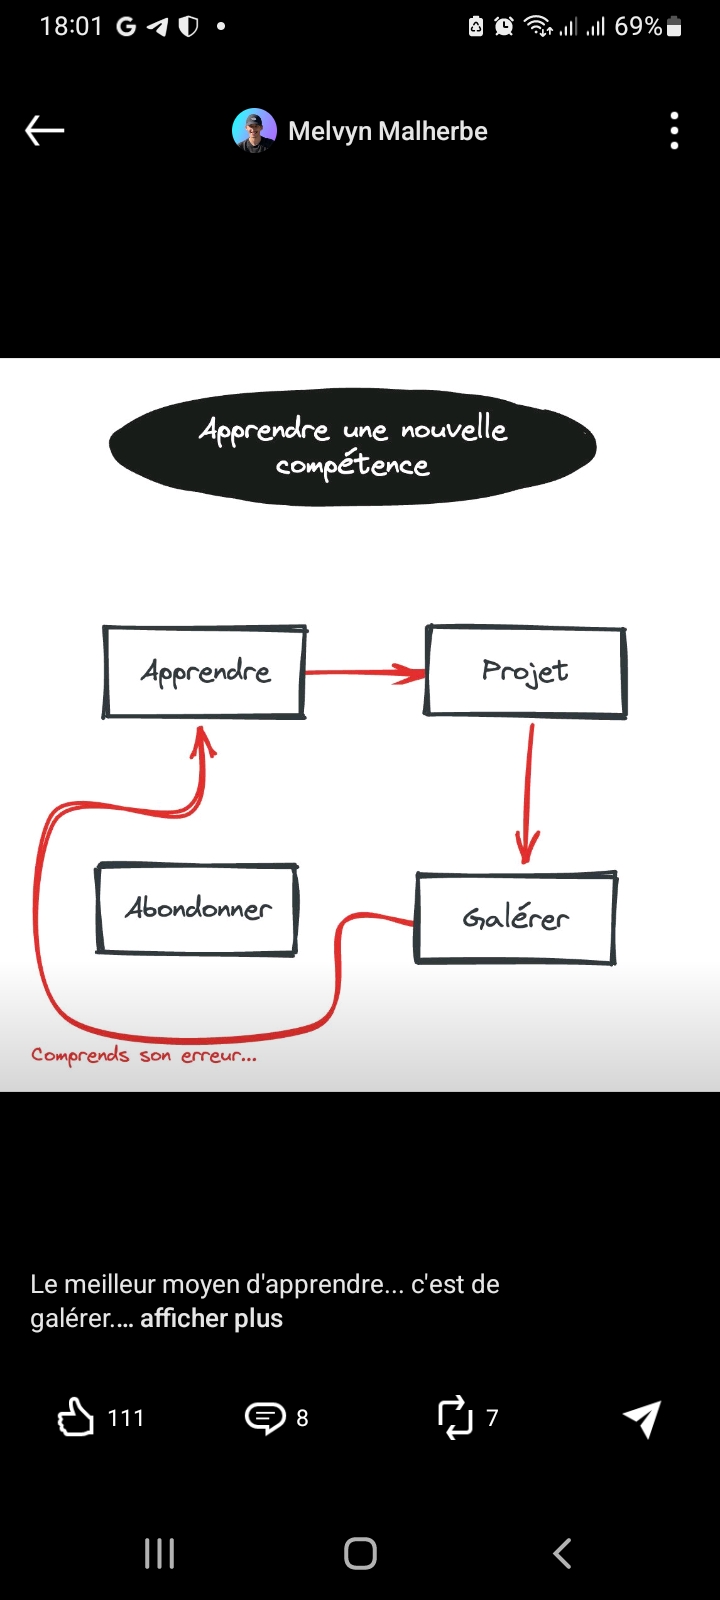 18:01 G 69%
Melvyn Malherbe
Apprendre une nouvelle
compétence
Apprendre
Projet
Abondonner
Galérer
Comprends son erreur...
Le meilleur moyen d'apprendre... c'est de
galérer.... afficher plus
111 8 7